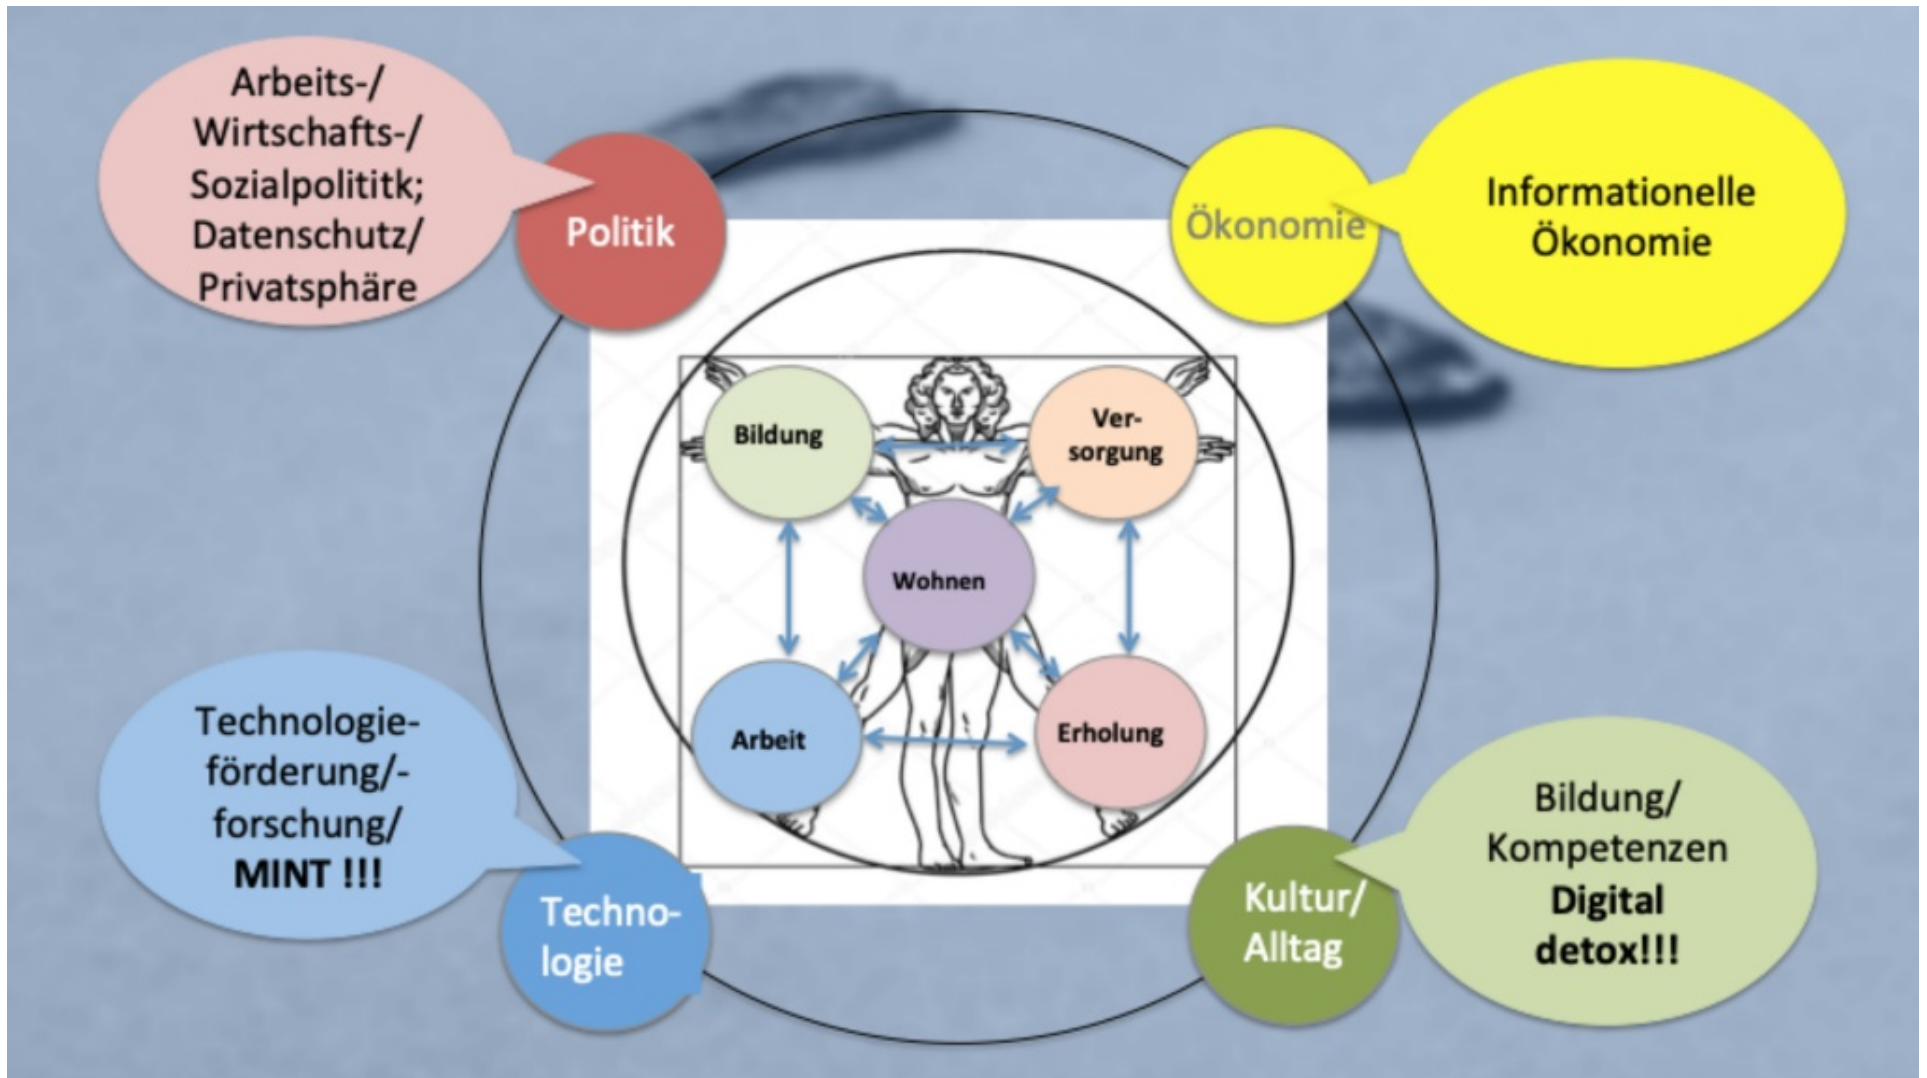 Arbeits-/
Wirtschafts-/
Sozialpolititk;
Datenschutz/
Privatsphäre
Politik
Ökonomie
Informationelle
Ökonomie
Bildung
Ver-
sorgung
Wohnen
Arbeit
Erholung
Technologie-
förderung/-
forschung/
MINT !!!
Techno-
logie
Kultur/
Alltag
Bildung/
Kompetenzen
Digital
detox!!!